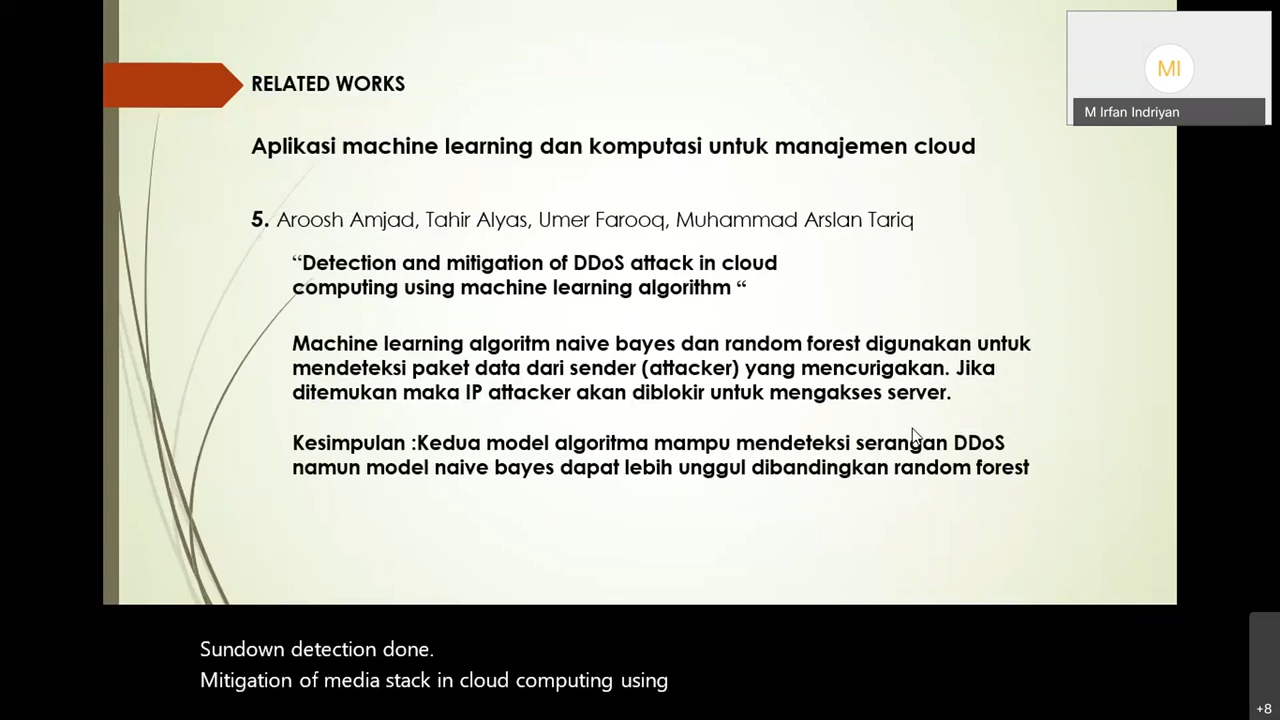 RELATED WORKS
MI
M Irfan Indriyan
Aplikasi machine learning dan komputasi untuk manajemen cloud
5. Aroosh Amjad, Tahir Alyas, Umer Farooq, Muhammad Arslan Tariq
“Detection and mitigation of DDoS attack in cloud
computing using machine learning algorithm “
Machine learning algoritm naive bayes dan random forest digunakan untuk
mendeteksi paket data dari sender (attacker) yang mencurigakan. Jika
ditemukan maka IP attacker akan diblokir untuk mengakses server.
Kesimpulan :Kedua model algoritma mampu mendeteksi serangan DDoS
namun model naive bayes dapat lebih unggul dibandingkan random forest
Sundown detection done.
Mitigation of media stack in cloud computing using
+8